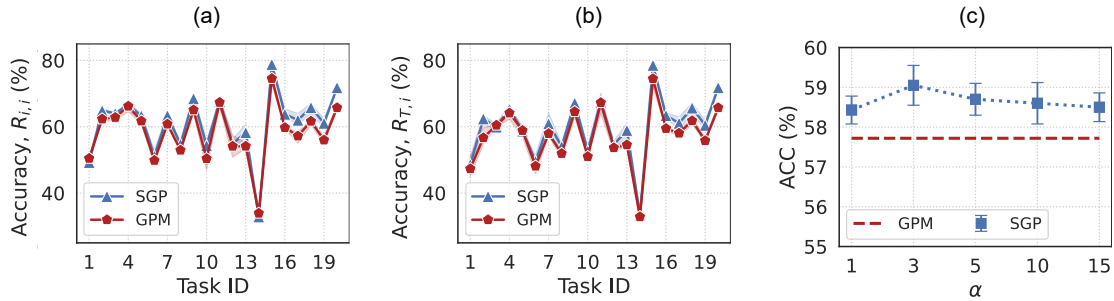 (a)
Accuracy, R_{i,i} (%)
80
60
40
SGP
GPM
1 4 7 10 13 16 19
Task ID
(b)
Accuracy, R_{T,i} (%)
80
60
40
SGP
GPM
1 4 7 10 13 16 19
Task ID
(c)
ACC (%)
60
59
58
57
56
55
GPM SGP
1 3 5 10 15
α